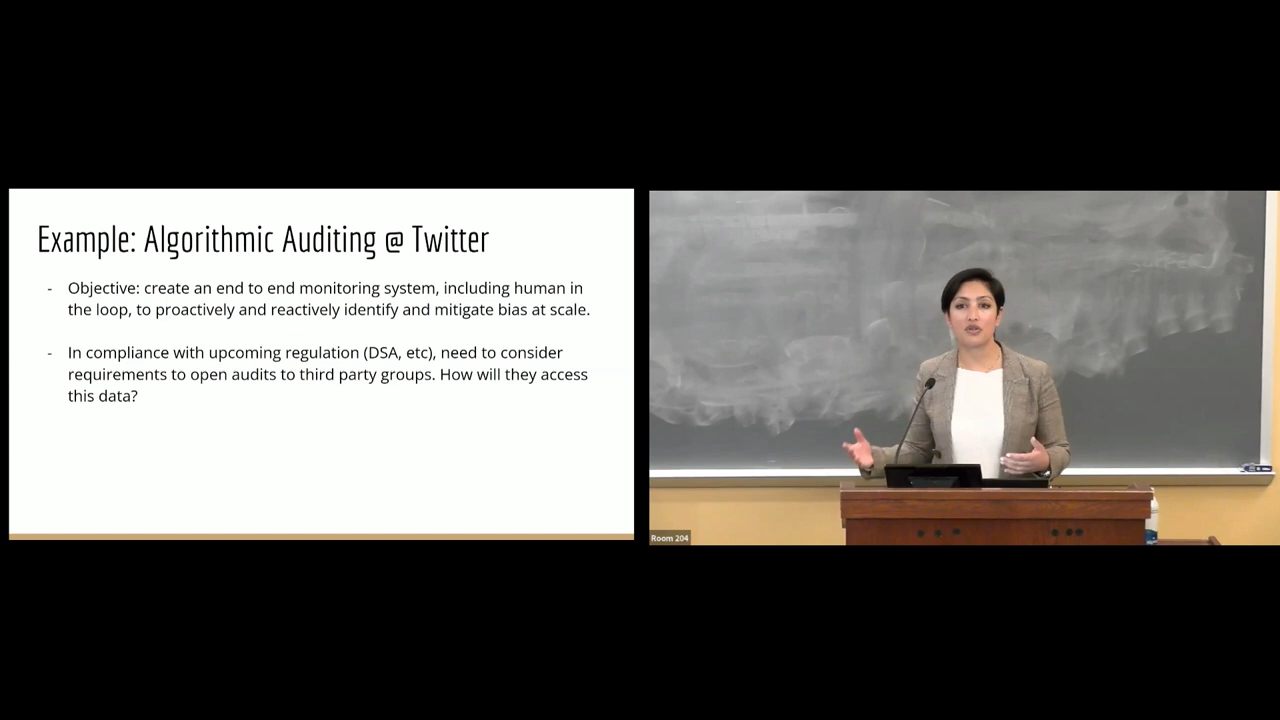 Example: Algorithmic Auditing @ Twitter
- Objective: create an end to end monitoring system, including human in
the loop, to proactively and reactively identify and mitigate bias at scale.
- In compliance with upcoming regulation (DSA, etc), need to consider
requirements to open audits to third party groups. How will they access
this data?
Room 204